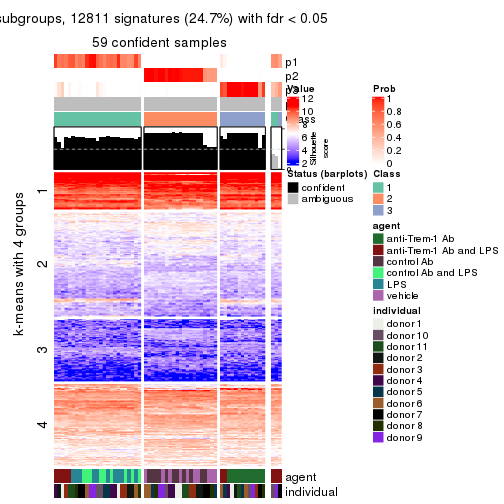 subgroups, 12811 signatures (24.7%) with fdr < 0.05
59 confident samples
p1
p2
p3
Value
12
10
8
6
4
2
0
Silhouette
score
Prob
1
0.8
0.6
0.4
0.2
0
Status (barplots)
confident
ambiguous
Class
1
2
3
agent
anti-Trem-1 Ab
anti-Trem-1 Ab and LPS
control Ab
control Ab and LPS
LPS
vehicle
individual
donor 1
donor 10
donor 11
donor 2
donor 3
donor 4
donor 5
donor 6
donor 7
donor 8
donor 9
k-means with 4 groups
1
2
3
4
agent
individual